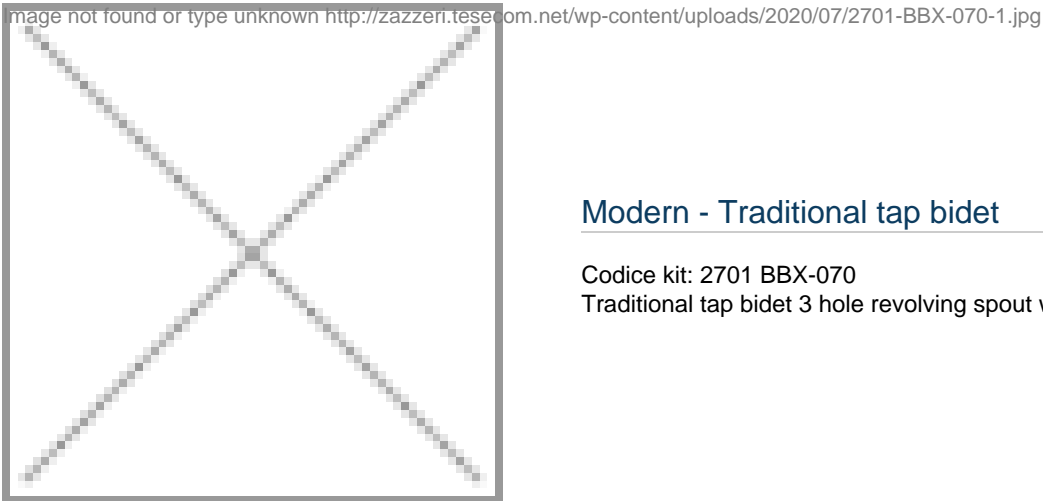 Image not found or type unknown http://zazzeri.tesecom.net/wp-content/uploads/2020/07/2701-BBX-070-1.jpg
Modern - Traditional tap bidet
Codice kit: 2701 BBX-070
Traditional tap bidet 3 hole revolving spout